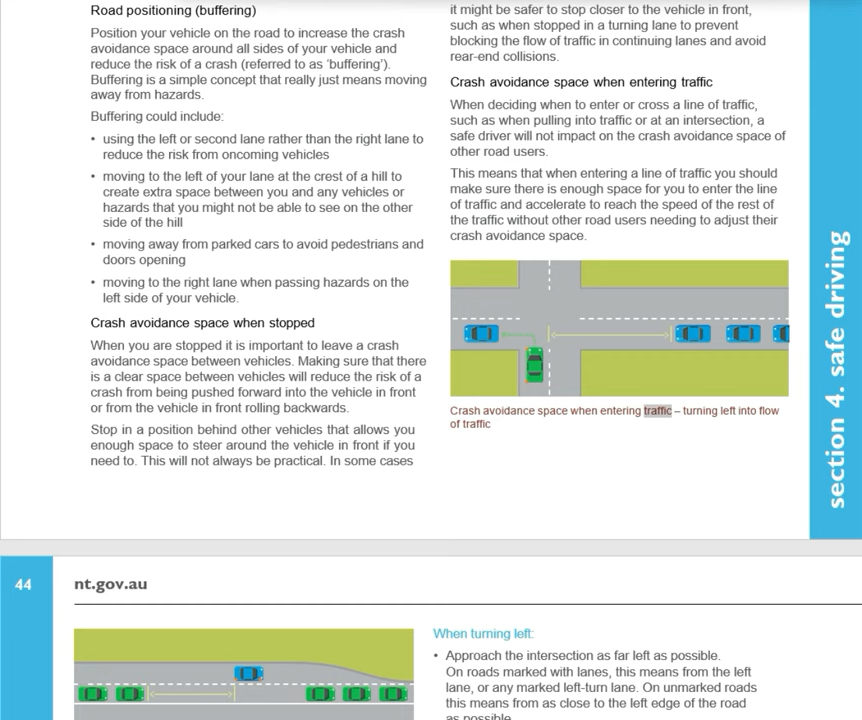 Road positioning (buffering)
Position your vehicle on the road to increase the crash
avoidance space around all sides of your vehicle and
reduce the risk of a crash (referred to as ‘buffering’).
Buffering is a simple concept that really just means moving
away from hazards.
Buffering could include:
• using the left or second lane rather than the right lane to
reduce the risk from oncoming vehicles
• moving to the left of your lane at the crest of a hill to
create extra space between you and any vehicles or
hazards that you might not be able to see on the other
side of the hill
• moving away from parked cars to avoid pedestrians and
doors opening
• moving to the right lane when passing hazards on the
left side of your vehicle.
Crash avoidance space when stopped
When you are stopped it is important to leave a crash
avoidance space between vehicles. Making sure that there
is a clear space between vehicles will reduce the risk of a
crash from being pushed forward into the vehicle in front
or from the vehicle in front rolling backwards.
Stop in a position behind other vehicles that allows you
enough space to steer around the vehicle in front if you
need to. This will not always be practical. In some cases
it might be safer to stop closer to the vehicle in front,
such as when stopped in a turning lane to prevent
blocking the flow of traffic in continuing lanes and avoid
rear-end collisions.
Crash avoidance space when entering traffic
When deciding when to enter or cross a line of traffic,
such as when pulling into traffic or at an intersection, a
safe driver will not impact on the crash avoidance space of
other road users.
This means that when entering a line of traffic you should
make sure there is enough space for you to enter the line
of traffic and accelerate to reach the speed of the rest of
the traffic without other road users needing to adjust their
crash avoidance space.
Crash avoidance space when entering traffic – turning left into flow
of traffic
section 4. safe driving
44
nt.gov.au
When turning left:
• Approach the intersection as far left as possible.
On roads marked with lanes, this means from the left
lane, or any marked left-turn lane. On unmarked roads
this means from as close to the left edge of the road
as possible.